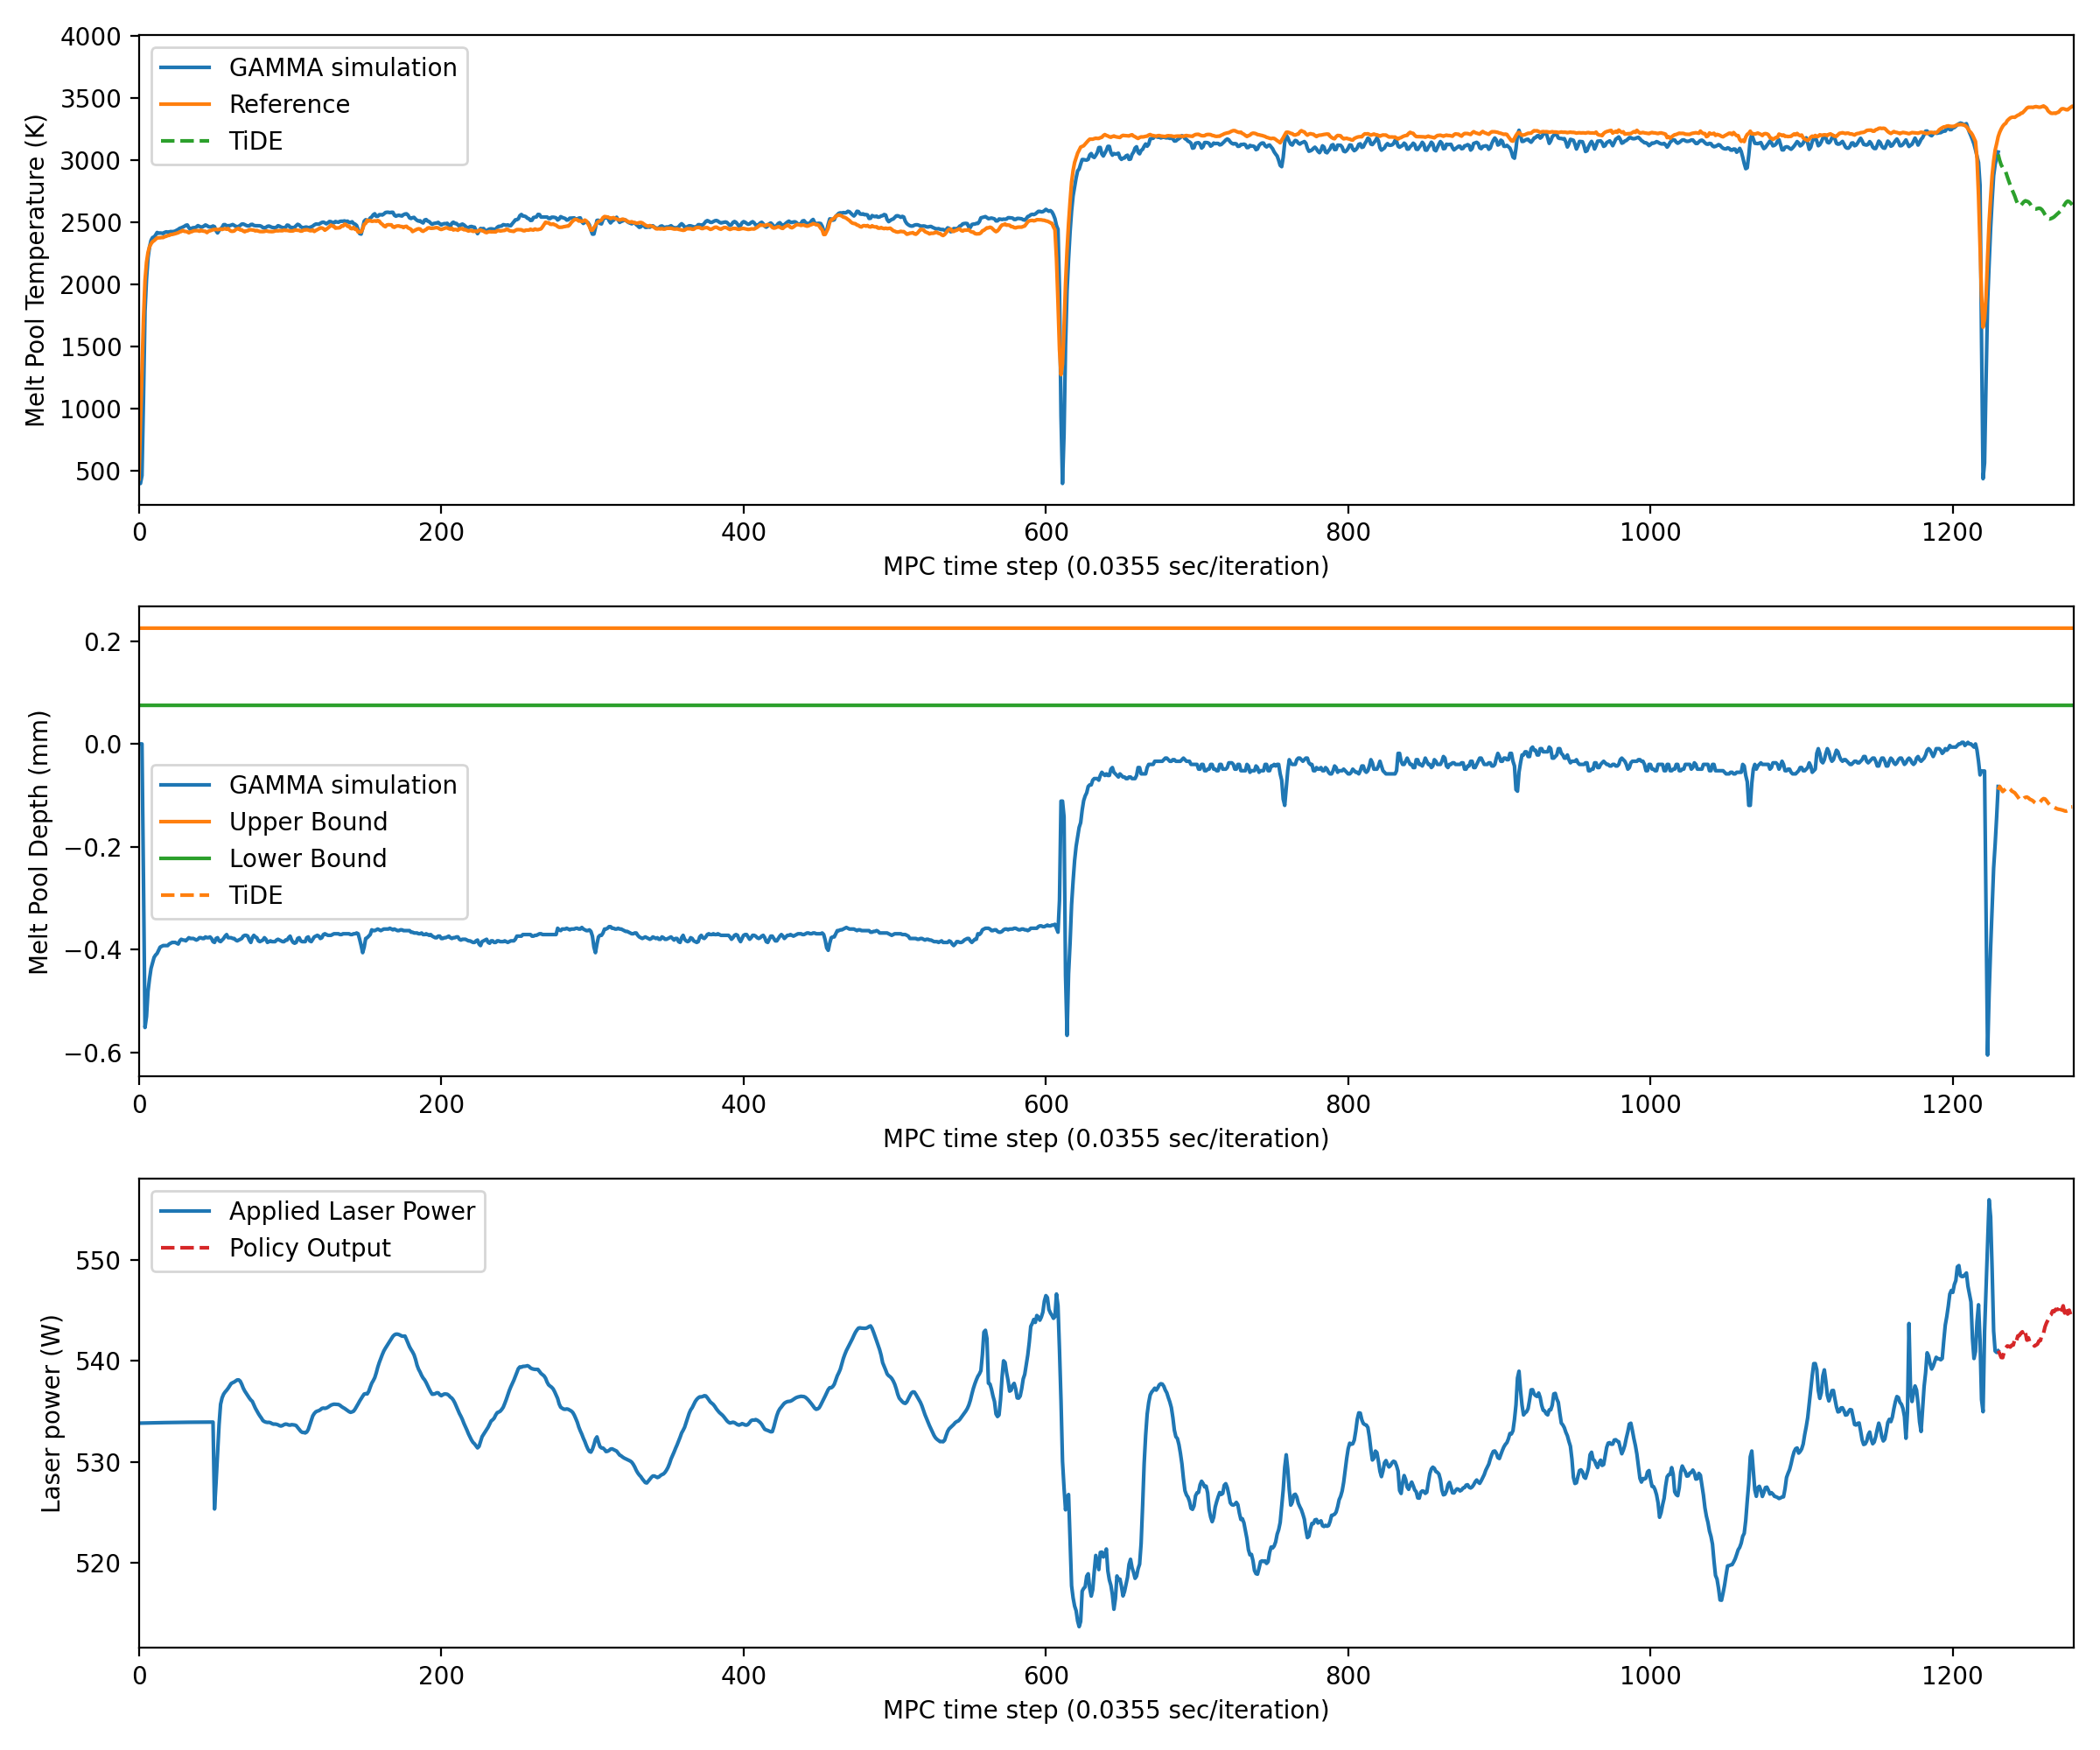 4000
3500
3000
2500
2000
1500
1000
500
Melt Pool Temperature (K)
GAMMA simulation
Reference
TiDE
0 200 400 600 800 1000 1200
MPC time step (0.0355 sec/iteration)
0.2
0.0
−0.2
−0.4
−0.6
Melt Pool Depth (mm)
GAMMA simulation
Upper Bound
Lower Bound
TiDE
0 200 400 600 800 1000 1200
MPC time step (0.0355 sec/iteration)
550
540
530
520
Laser power (W)
Applied Laser Power
Policy Output
0 200 400 600 800 1000 1200
MPC time step (0.0355 sec/iteration)